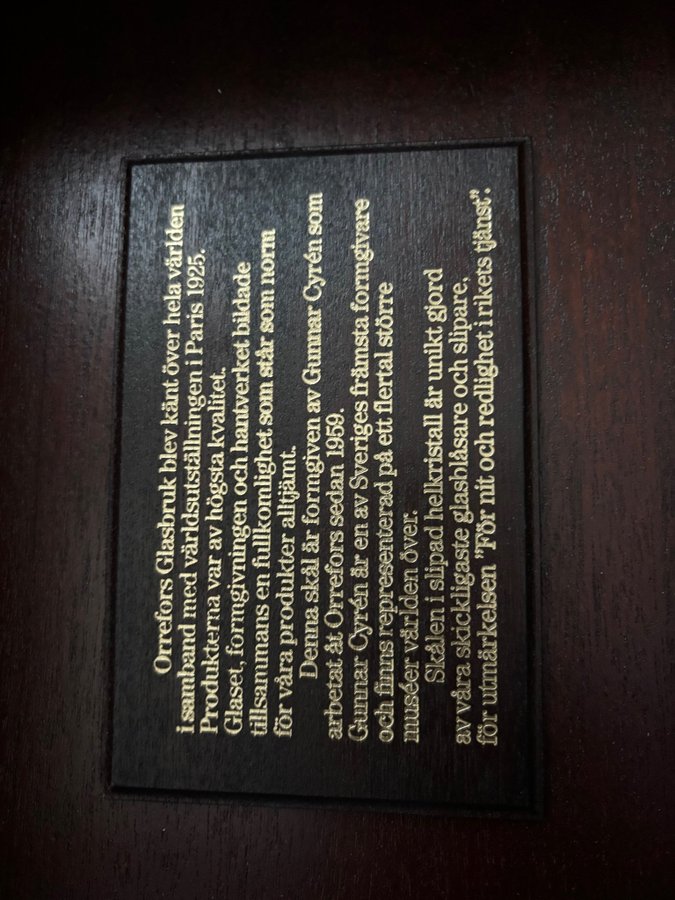 Orrefors Glasbruk blev känt över hela världen
i samband med världsutställningen i Paris 1925.
Produkterna var av högsta kvalitet.
Glaset, formgivningen och hantverket bildade
tillsammans en fullkomlighet som står som norm
för våra produkter alltjämt.
Denna skål är formgiven av Gunnar Cyrén som
arbetat åt Orrefors sedan 1959.
Gunnar Cyrén är en av Sveriges främsta formgivare
och finns representerad på ett flertal större
muséer världen över.
Skålen i slipad helkristall är unikt gjord
av våra skickligaste glasblåsare och slipare,
för utmärkelsen ”För nit och redlighet i rikets tjänst”.